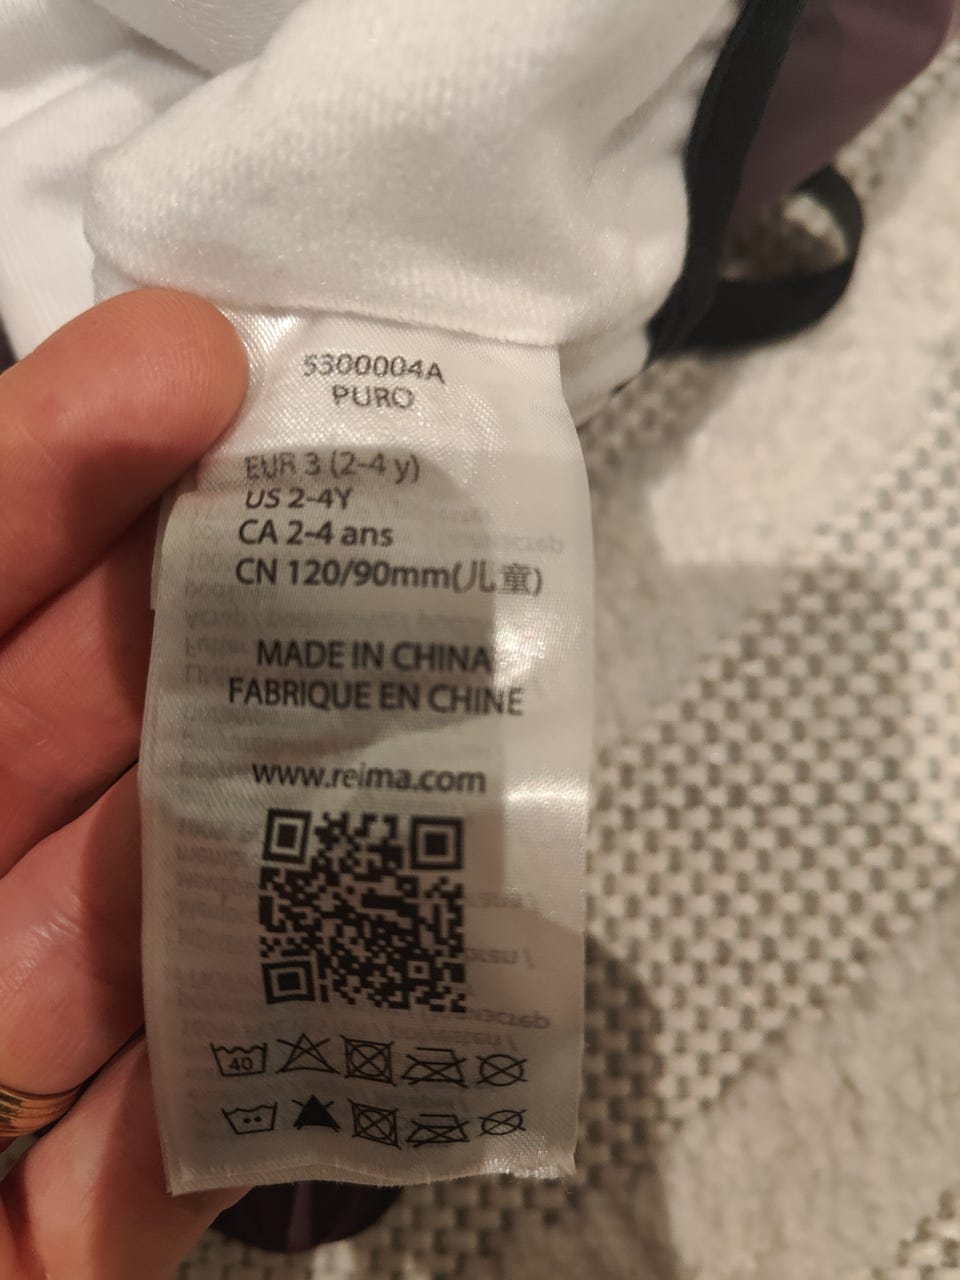 5300004A
PURO
EUR 3 (2-4 y)
US 2-4Y
CA 2-4 ans
CN 120/90mm(儿童)
MADE IN CHINA
FABRIQUE EN CHINE
www.reima.com
40